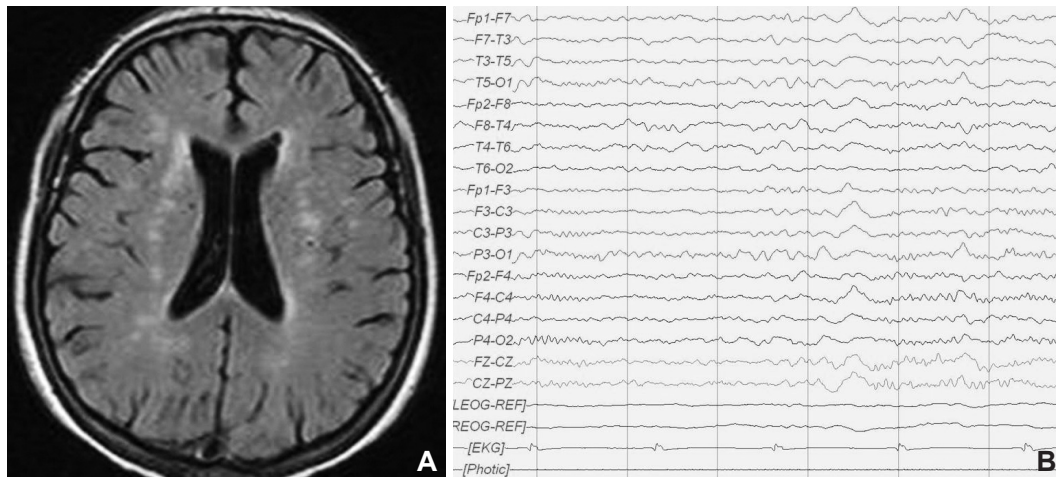 A
Fp1-F7
F7-T3
T3-T5
T5-O1
Fp2-F8
F8-T4
T4-T6
T6-O2
Fp1-F3
F3-C3
C3-P3
P3-O1
Fp2-F4
F4-C4
C4-P4
P4-O2
FZ-CZ
CZ-PZ
LEOG-REF]
REOG-REF]
[EKG]
[Photic]
B